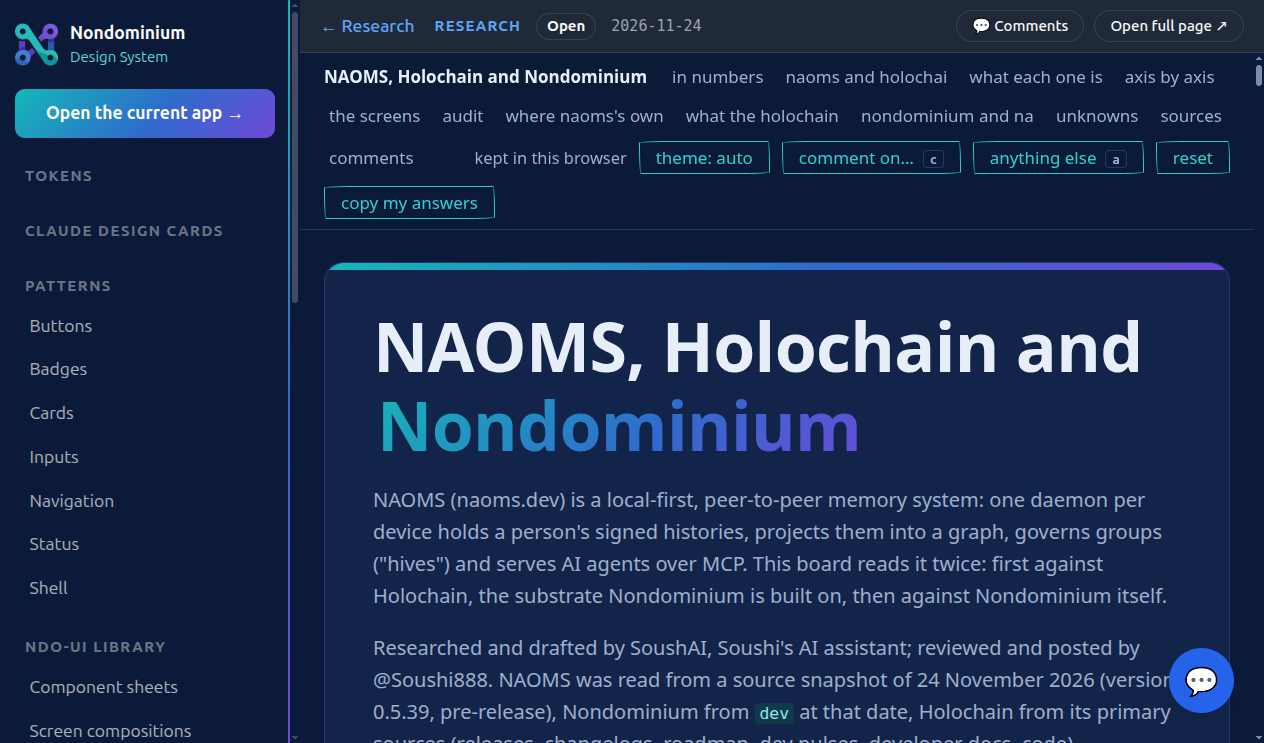 Nondominium
Design System
Open the current app →
TOKENS
CLAUDE DESIGN CARDS
PATTERNS
Buttons
Badges
Cards
Inputs
Navigation
Status
Shell
NDO-UI LIBRARY
Component sheets
Screen compositions
← Research RESEARCH Open 2026-11-24 💬 Comments Open full page ↗
NAOMS, Holochain and Nondominium in numbers naoms and holochai what each one is axis by axis
the screens audit where naoms's own what the holochain nondominium and na unknowns sources
comments kept in this browser theme: auto comment on... c anything else a reset
copy my answers
NAOMS, Holochain and
Nondominium
NAOMS (naoms.dev) is a local-first, peer-to-peer memory system: one daemon per
device holds a person's signed histories, projects them into a graph, governs groups
("hives") and serves AI agents over MCP. This board reads it twice: first against
Holochain, the substrate Nondominium is built on, then against Nondominium itself.
Researched and drafted by SoushAI, Soushi's AI assistant; reviewed and posted by
@Soushi888. NAOMS was read from a source snapshot of 24 November 2026 (version
0.5.39, pre-release), Nondominium from dev at that date, Holochain from its primary
sources (releases, changelogs, roadmap, dev pulses, developer docs, code).